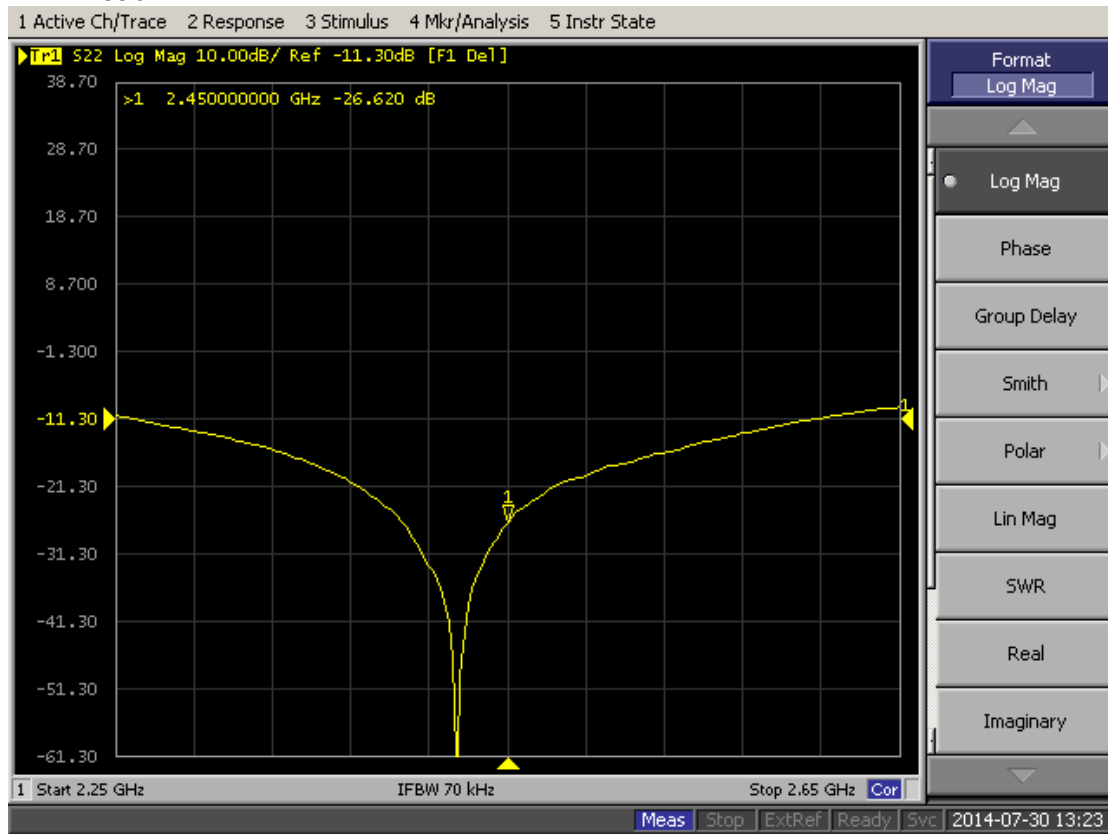 1 Active Ch/Trace 2 Response 3 Stimulus 4 Mkr/Analysis 5 Instr State
Tr1 S22 Log Mag 10.00dB/ Ref -11.30dB [F1 Del]
38.70
>1 2.450000000 GHz -26.620 dB
28.70
18.70
8.700
-1.300
-11.30
-21.30
-31.30
-41.30
-51.30
-61.30
1
1
1 Start 2.25 GHz IFBW 70 kHz Stop 2.65 GHz Cor
Format
Log Mag
Log Mag
Phase
Group Delay
Smith
Polar
Lin Mag
SWR
Real
Imaginary
Meas Stop ExtRef Ready Svc 2014-07-30 13:23